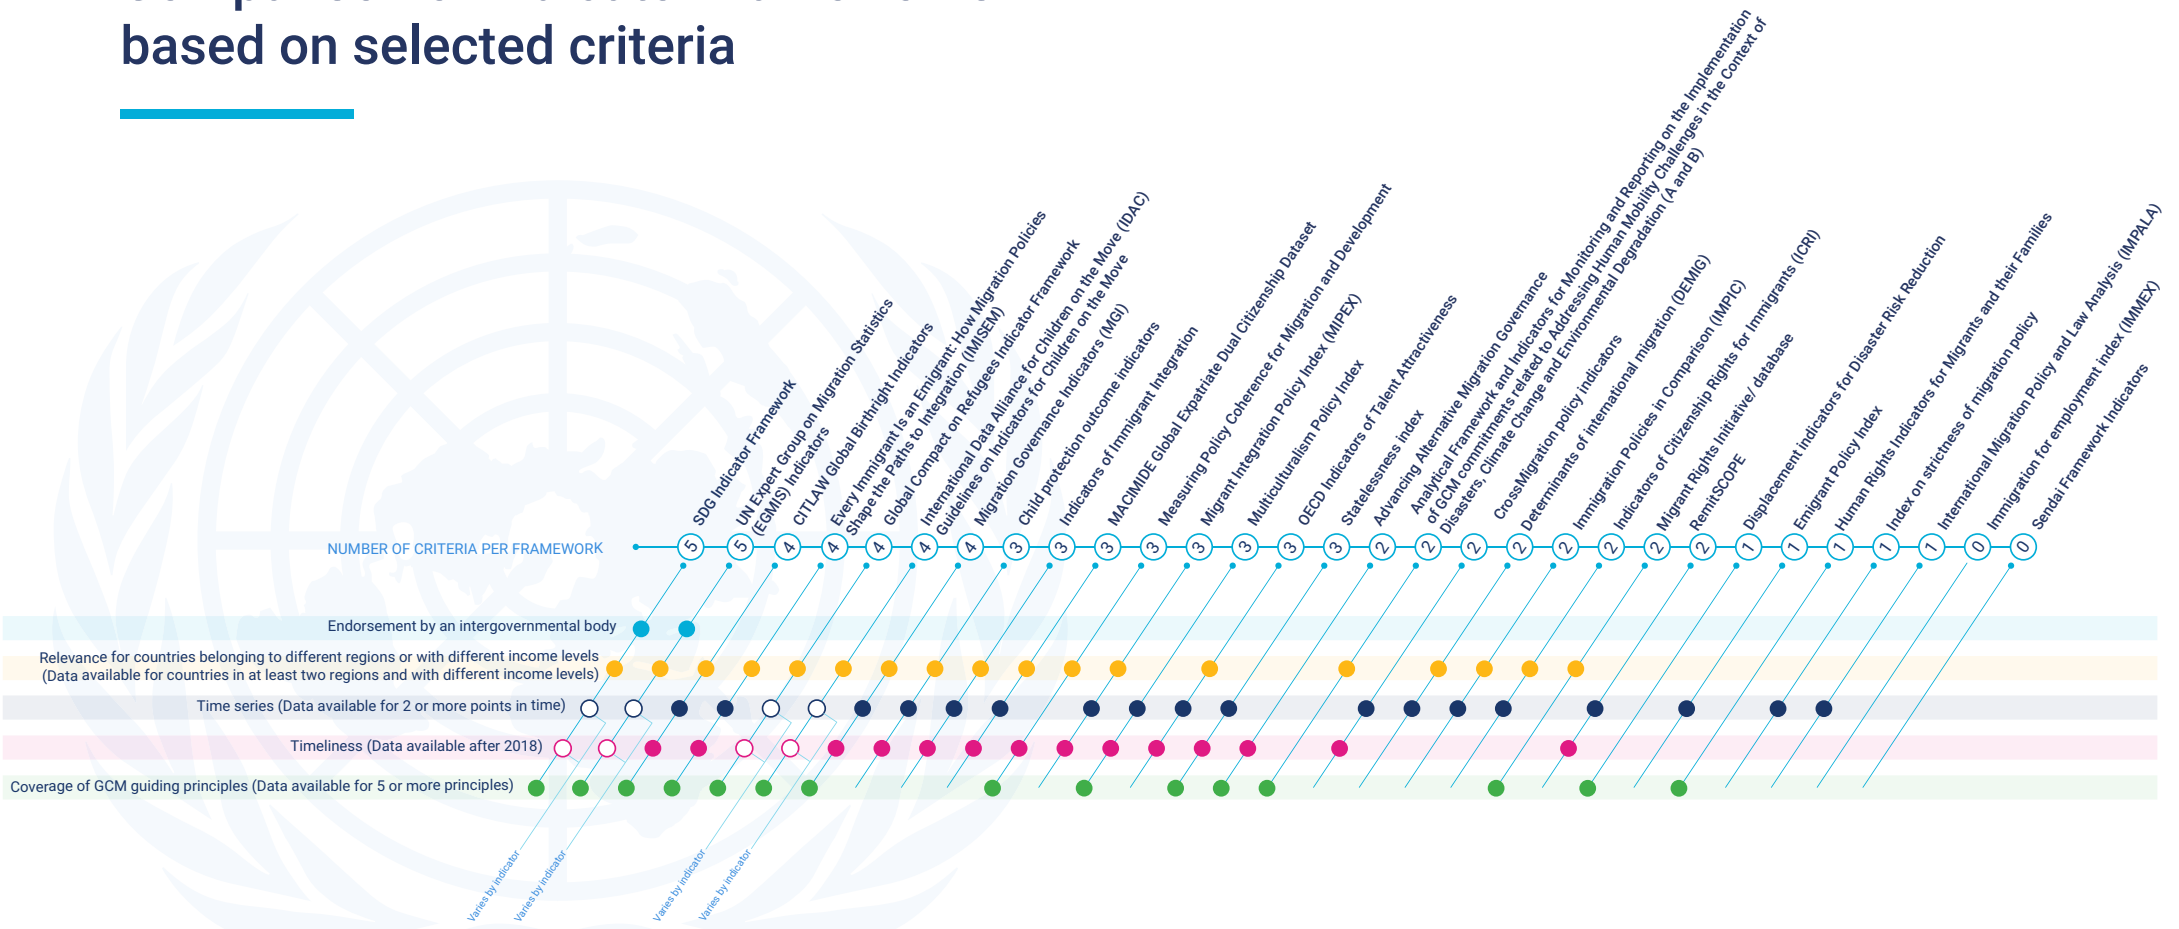 based on selected criteria
SDG Indicator Framework
UN Expert Group on Migration Statistics
(EGMIS) Indicators
CITLAW Global Birthright Indicators
Every Immigrant Is an Emigrant: How Migration Policies
Shape the Paths to Integration (IMISEM)
Global Compact on Refugees Indicator Framework
International Data Alliance for Children on the Move (IDAC)
Guidelines on Indicators for Children on the Move
Migration Governance Indicators (MGI)
Child protection outcome indicators
Indicators of Immigrant Integration
MACIMIDE Global Expatriate Dual Citizenship Dataset
Measuring Policy Coherence for Migration and Development
Migrant Integration Policy Index (MIPEX)
Multiculturalism Policy Index
OECD Indicators of Talent Attractiveness
Statelessness index
Advancing Alternative Migration Governance
Analytical Framework and Indicators for Monitoring and Reporting on the Implementation
of GCM commitments related to Addressing Human Mobility Challenges in the Context of
Disasters, Climate Change and Environmental Degradation (A and B)
CrossMigration policy indicators
Determinants of international migration (DEMIG)
Immigration Policies in Comparison (IMPIC)
Indicators of Citizenship Rights for Immigrants (ICRI)
Migrant Rights Initiative/ database
RemitSCOPE
Displacement indicators for Disaster Risk Reduction
Emigrant Policy Index
Human Rights Indicators for Migrants and their Families
Index on strictness of migration policy
International Migration Policy and Law Analysis (IMPALA)
Immigration for employment index (IMMEX)
Sendai Framework Indicators
NUMBER OF CRITERIA PER FRAMEWORK
5 5 4 4 4 4 4 3 3 3 3 3 3 3 3 2 2 2 2 2 2 2 2 1 1 1 1 1 0 0
Endorsement by an intergovernmental body
Relevance for countries belonging to different regions or with different income levels
(Data available for countries in at least two regions and with different income levels)
Time series (Data available for 2 or more points in time)
Timeliness (Data available after 2018)
Coverage of GCM guiding principles (Data available for 5 or more principles)
Varies by indicator
Varies by indicator
Varies by indicator
Varies by indicator